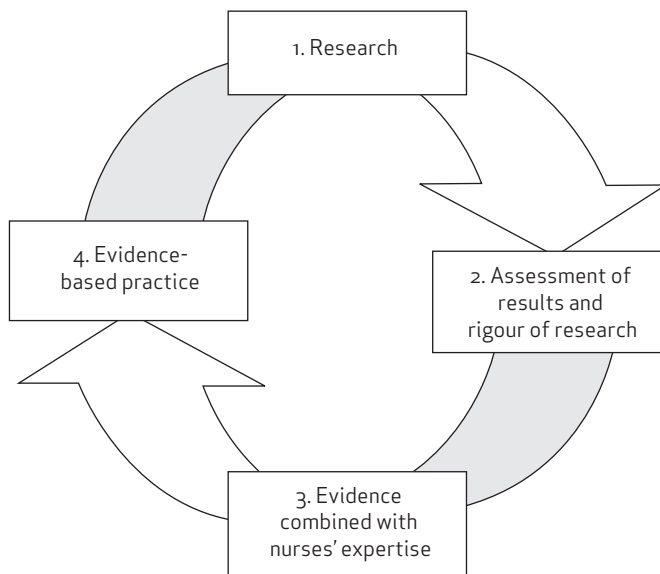 1. Research
2. Assessment of
results and
rigour of research
3. Evidence
combined with
nurses’ expertise
4. Evidence-
based practice